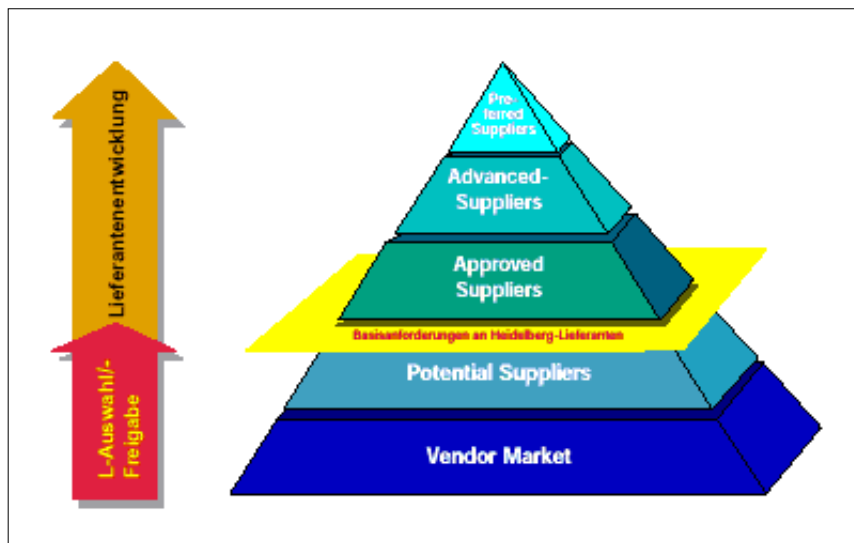 Lieferantenentwicklung
L-Auswahl/-
Freigabe
Pre-
ferred
Suppliers
Advanced-
Suppliers
Approved
Suppliers
Basisanforderungen an Heidelberg-Lieferanten
Potential Suppliers
Vendor Market